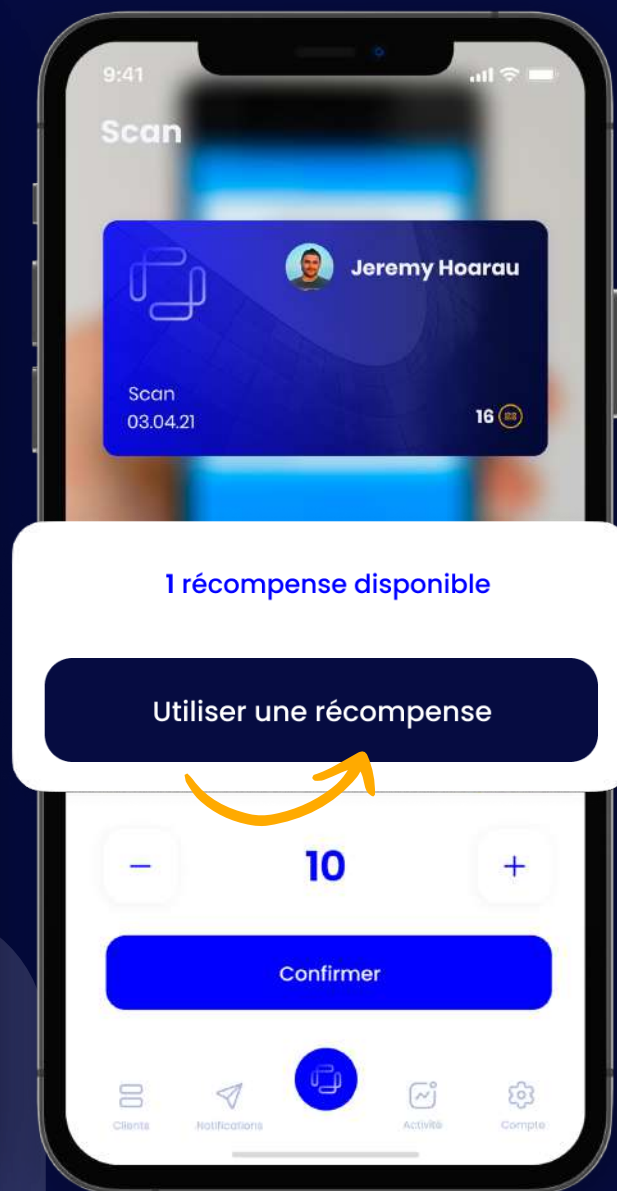 9:41
Scan
Jeremy Hoarau
Scan
03.04.21
16
1 récompense disponible
Utiliser une récompense
− 10 +
Confirmer
Clients Notifications Activité Compte